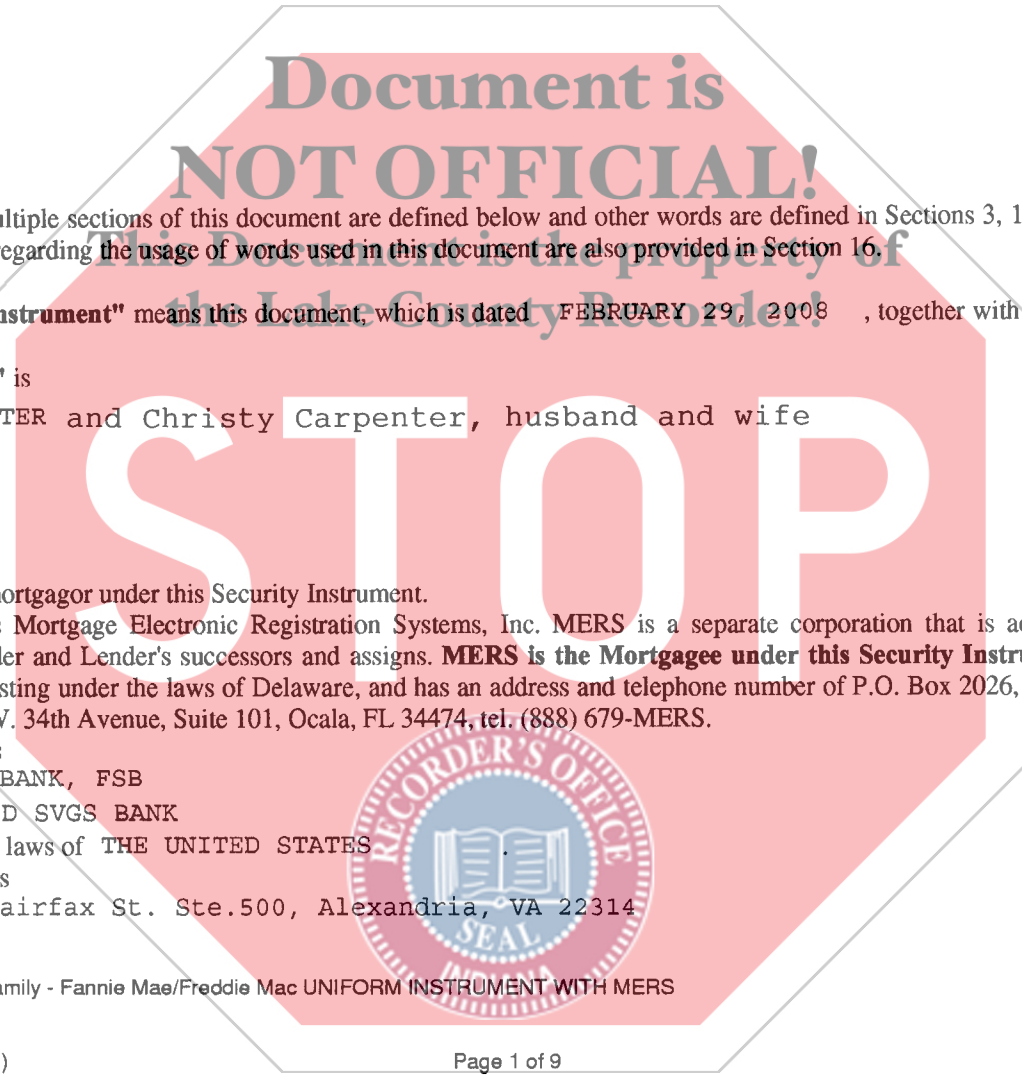 Document is
NOT OFFICIAL!
ultiple sections of this document are defined below and other words are defined in Sections 3, 1
This Document is the property of
egarding the usage of words used in this document are also provided in Section 16.
the Lake County Recorder!
nstrument" means this document, which is dated FEBRUARY 29, 2008 , together with
" is
TER and Christy Carpenter, husband and wife
STOP
ortgagor under this Security Instrument.
s Mortgage Electronic Registration Systems, Inc. MERS is a separate corporation that is ac
der and Lender's successors and assigns. MERS is the Mortgagee under this Security Instru
sting under the laws of Delaware, and has an address and telephone number of P.O. Box 2026,
V. 34th Avenue, Suite 101, Ocala, FL 34474, tel. (888) 679-MERS.
s
BANK, FSB
D SVGS BANK
laws of THE UNITED STATES .
s
airfax St. Ste.500, Alexandria, VA 22314
RECORDER'S OFFICE
SEAL
INDIANA
amily - Fannie Mae/Freddie Mac UNIFORM INSTRUMENT WITH MERS
)
Page 1 of 9